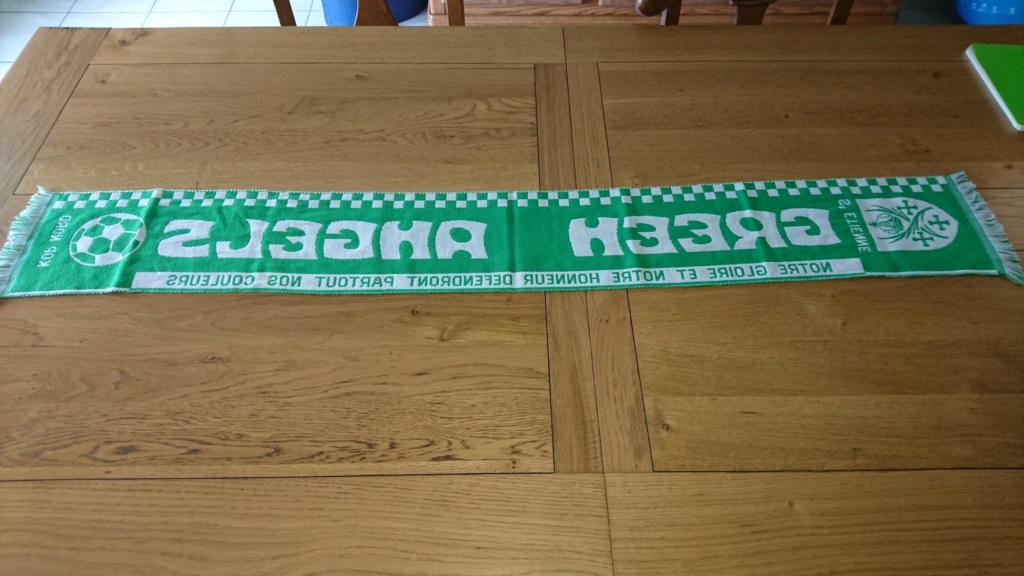 ST ETIENNE
GREEN ANGELS
KOP NORD
NOTRE GLOIRE ET NOTRE HONNEUR DEFENDRONT PARTOUT NOS COULEURS